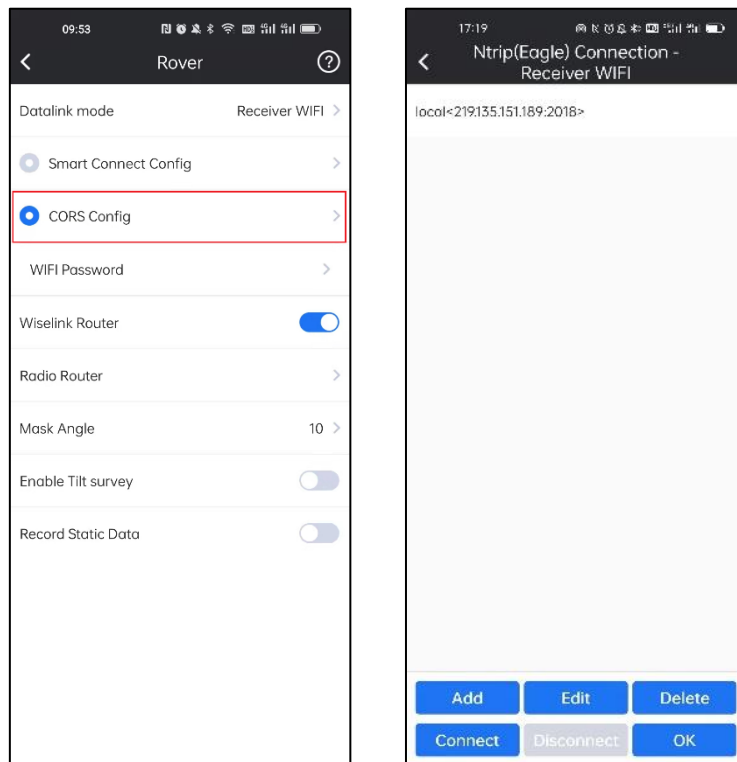 09:53
Rover
Datalink mode Receiver WIFI
Smart Connect Config
CORS Config
WIFI Password
Wiselink Router
Radio Router
Mask Angle 10
Enable Tilt survey
Record Static Data
17:19
Ntrip(Eagle) Connection -
Receiver WIFI
local<219.135.151.189:2018>
Add Edit Delete
Connect Disconnect OK